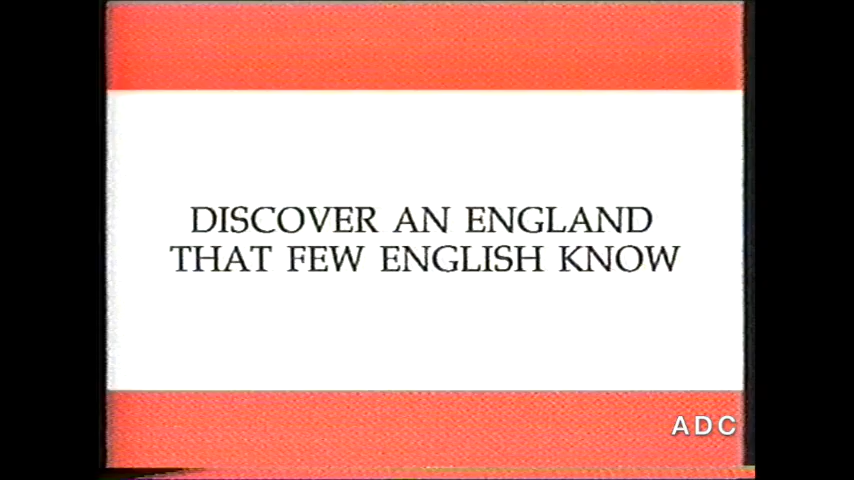 DISCOVER AN ENGLAND
THAT FEW ENGLISH KNOW
ADC